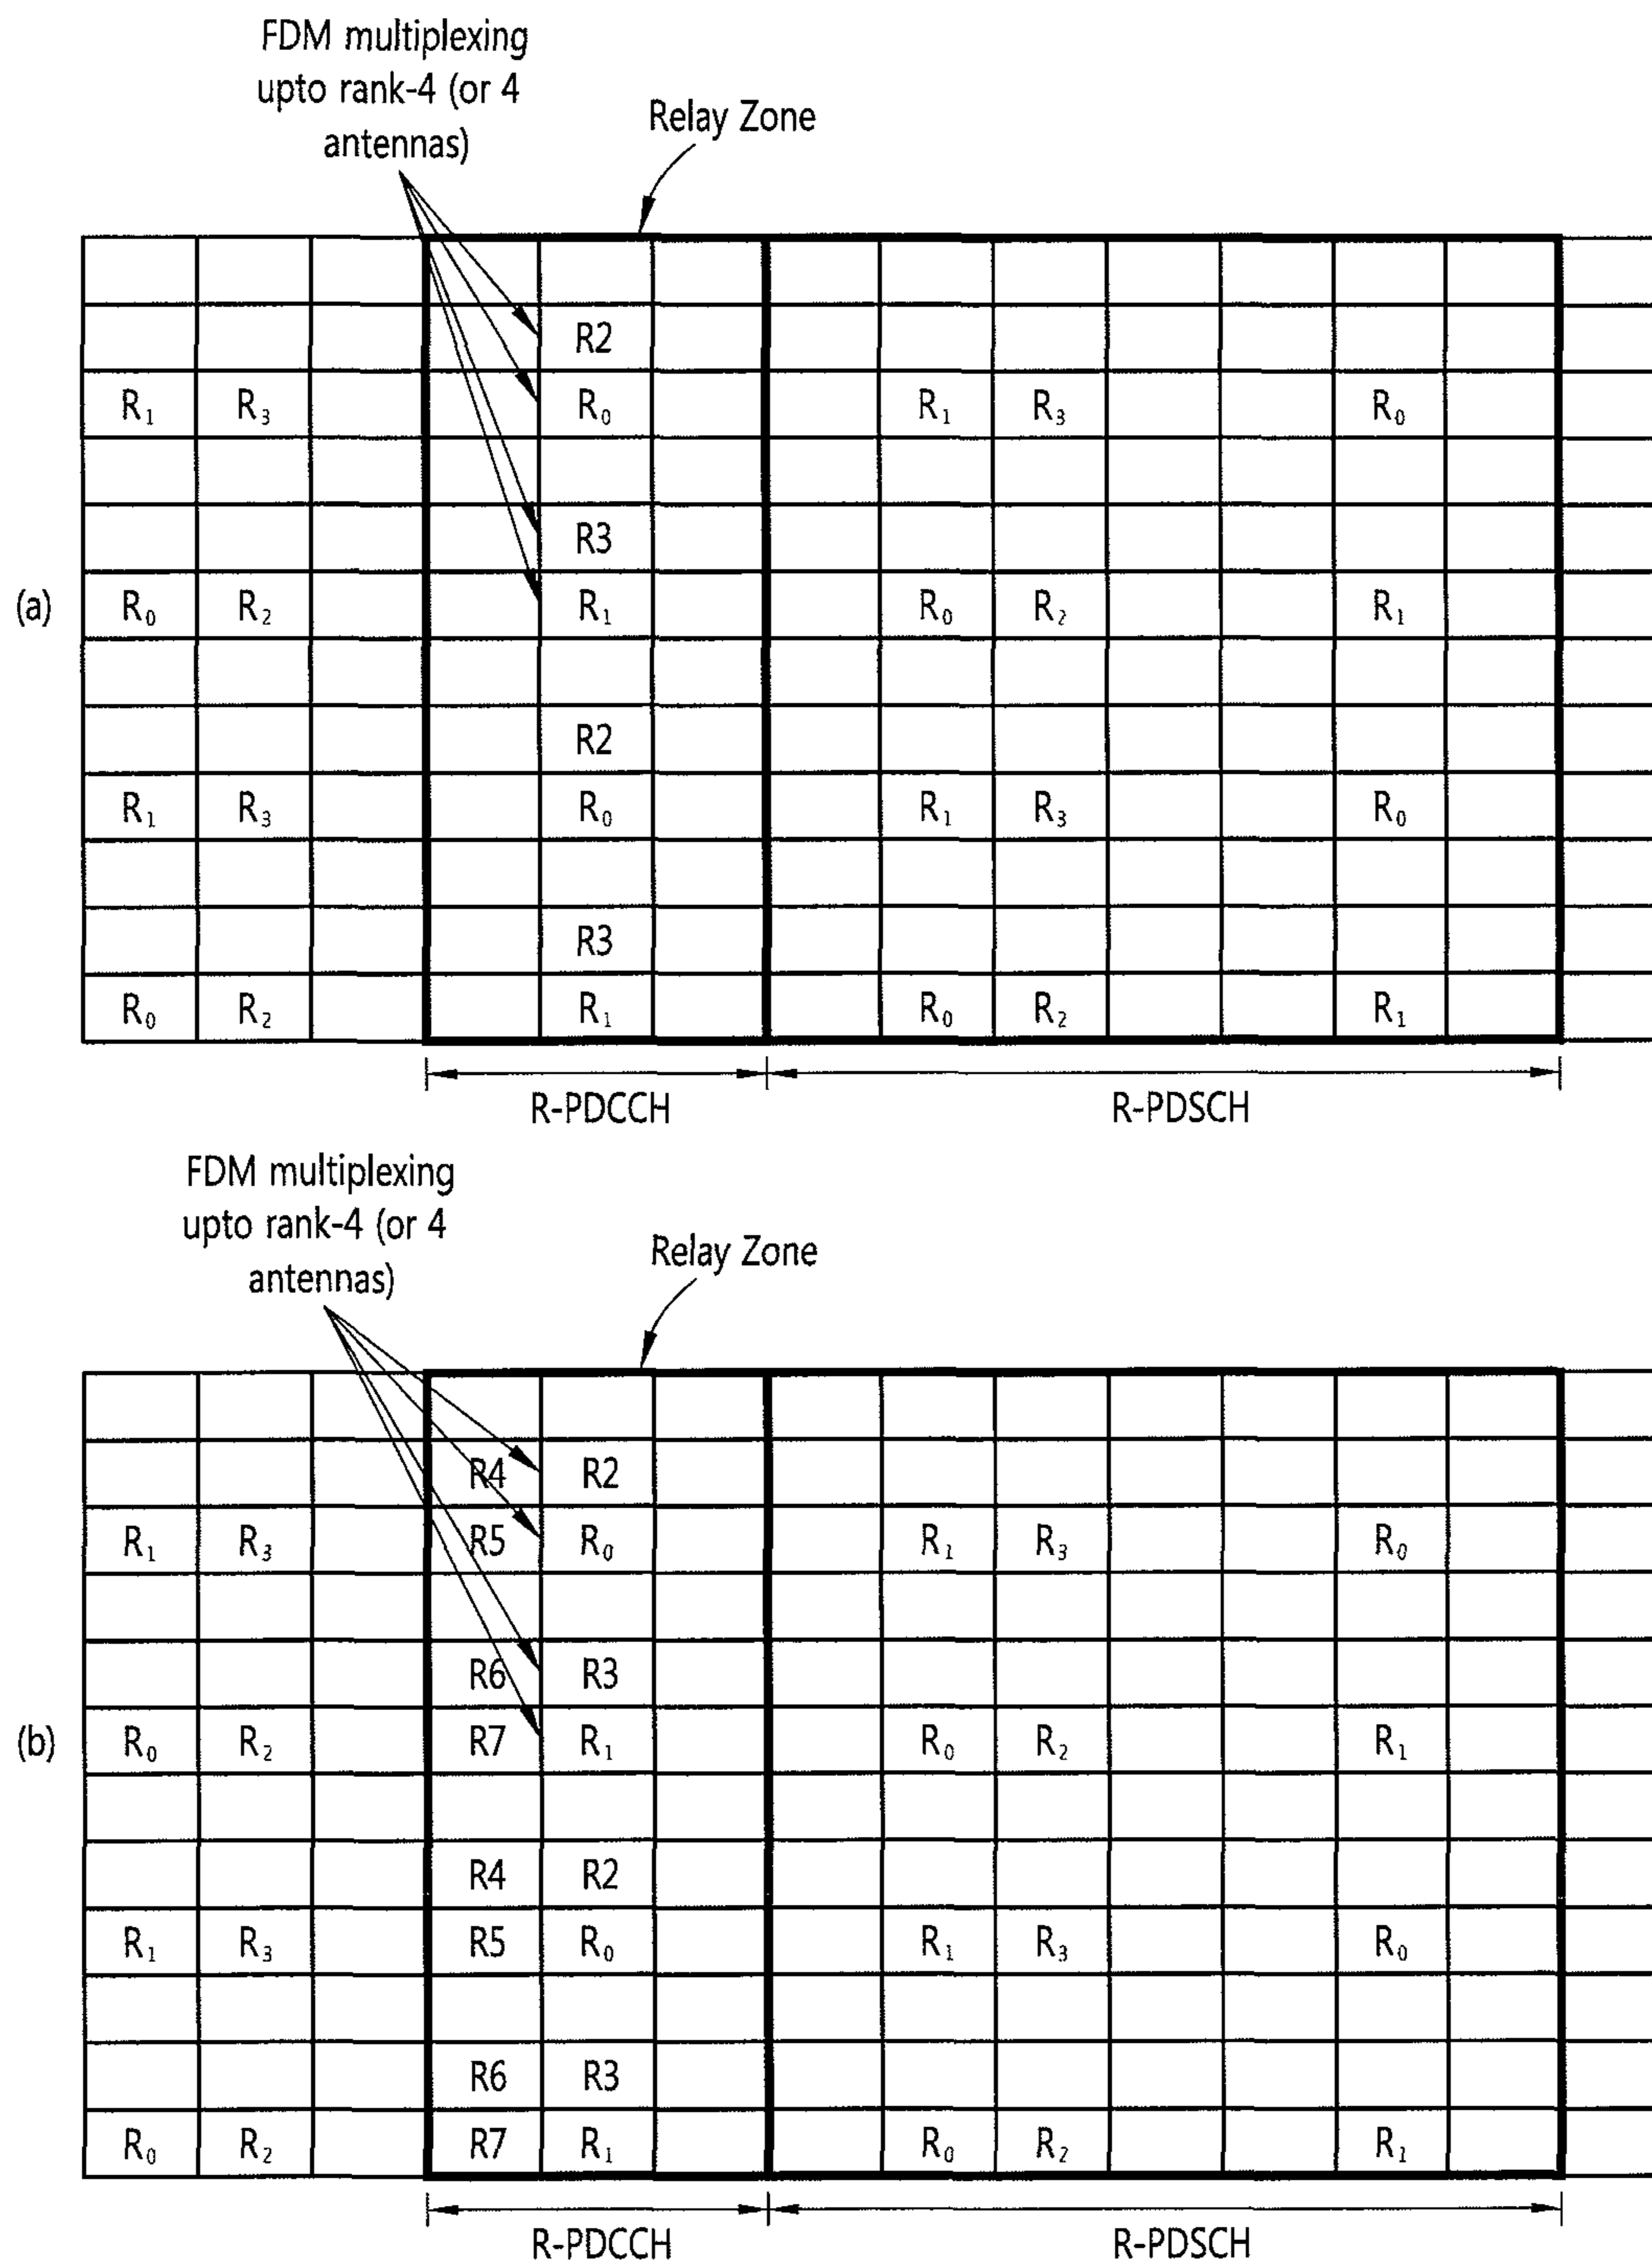 FDM multiplexing
upto rank-4 (or 4
antennas)
Relay Zone
R2
R₁ R₃ R₀ R₁ R₃ R₀
R3
(a) R₀ R₂ R₁ R₀ R₂ R₁
R2
R₁ R₃ R₀ R₁ R₃ R₀
R3
R₀ R₂ R₁ R₀ R₂ R₁
R-PDCCH R-PDSCH
FDM multiplexing
upto rank-4 (or 4
antennas)
Relay Zone
R4 R2
R₁ R₃ R5 R₀ R₁ R₃ R₀
R6 R3
(b) R₀ R₂ R7 R₁ R₀ R₂ R₁
R4 R2
R₁ R₃ R5 R₀ R₁ R₃ R₀
R6 R3
R₀ R₂ R7 R₁ R₀ R₂ R₁
R-PDCCH R-PDSCH